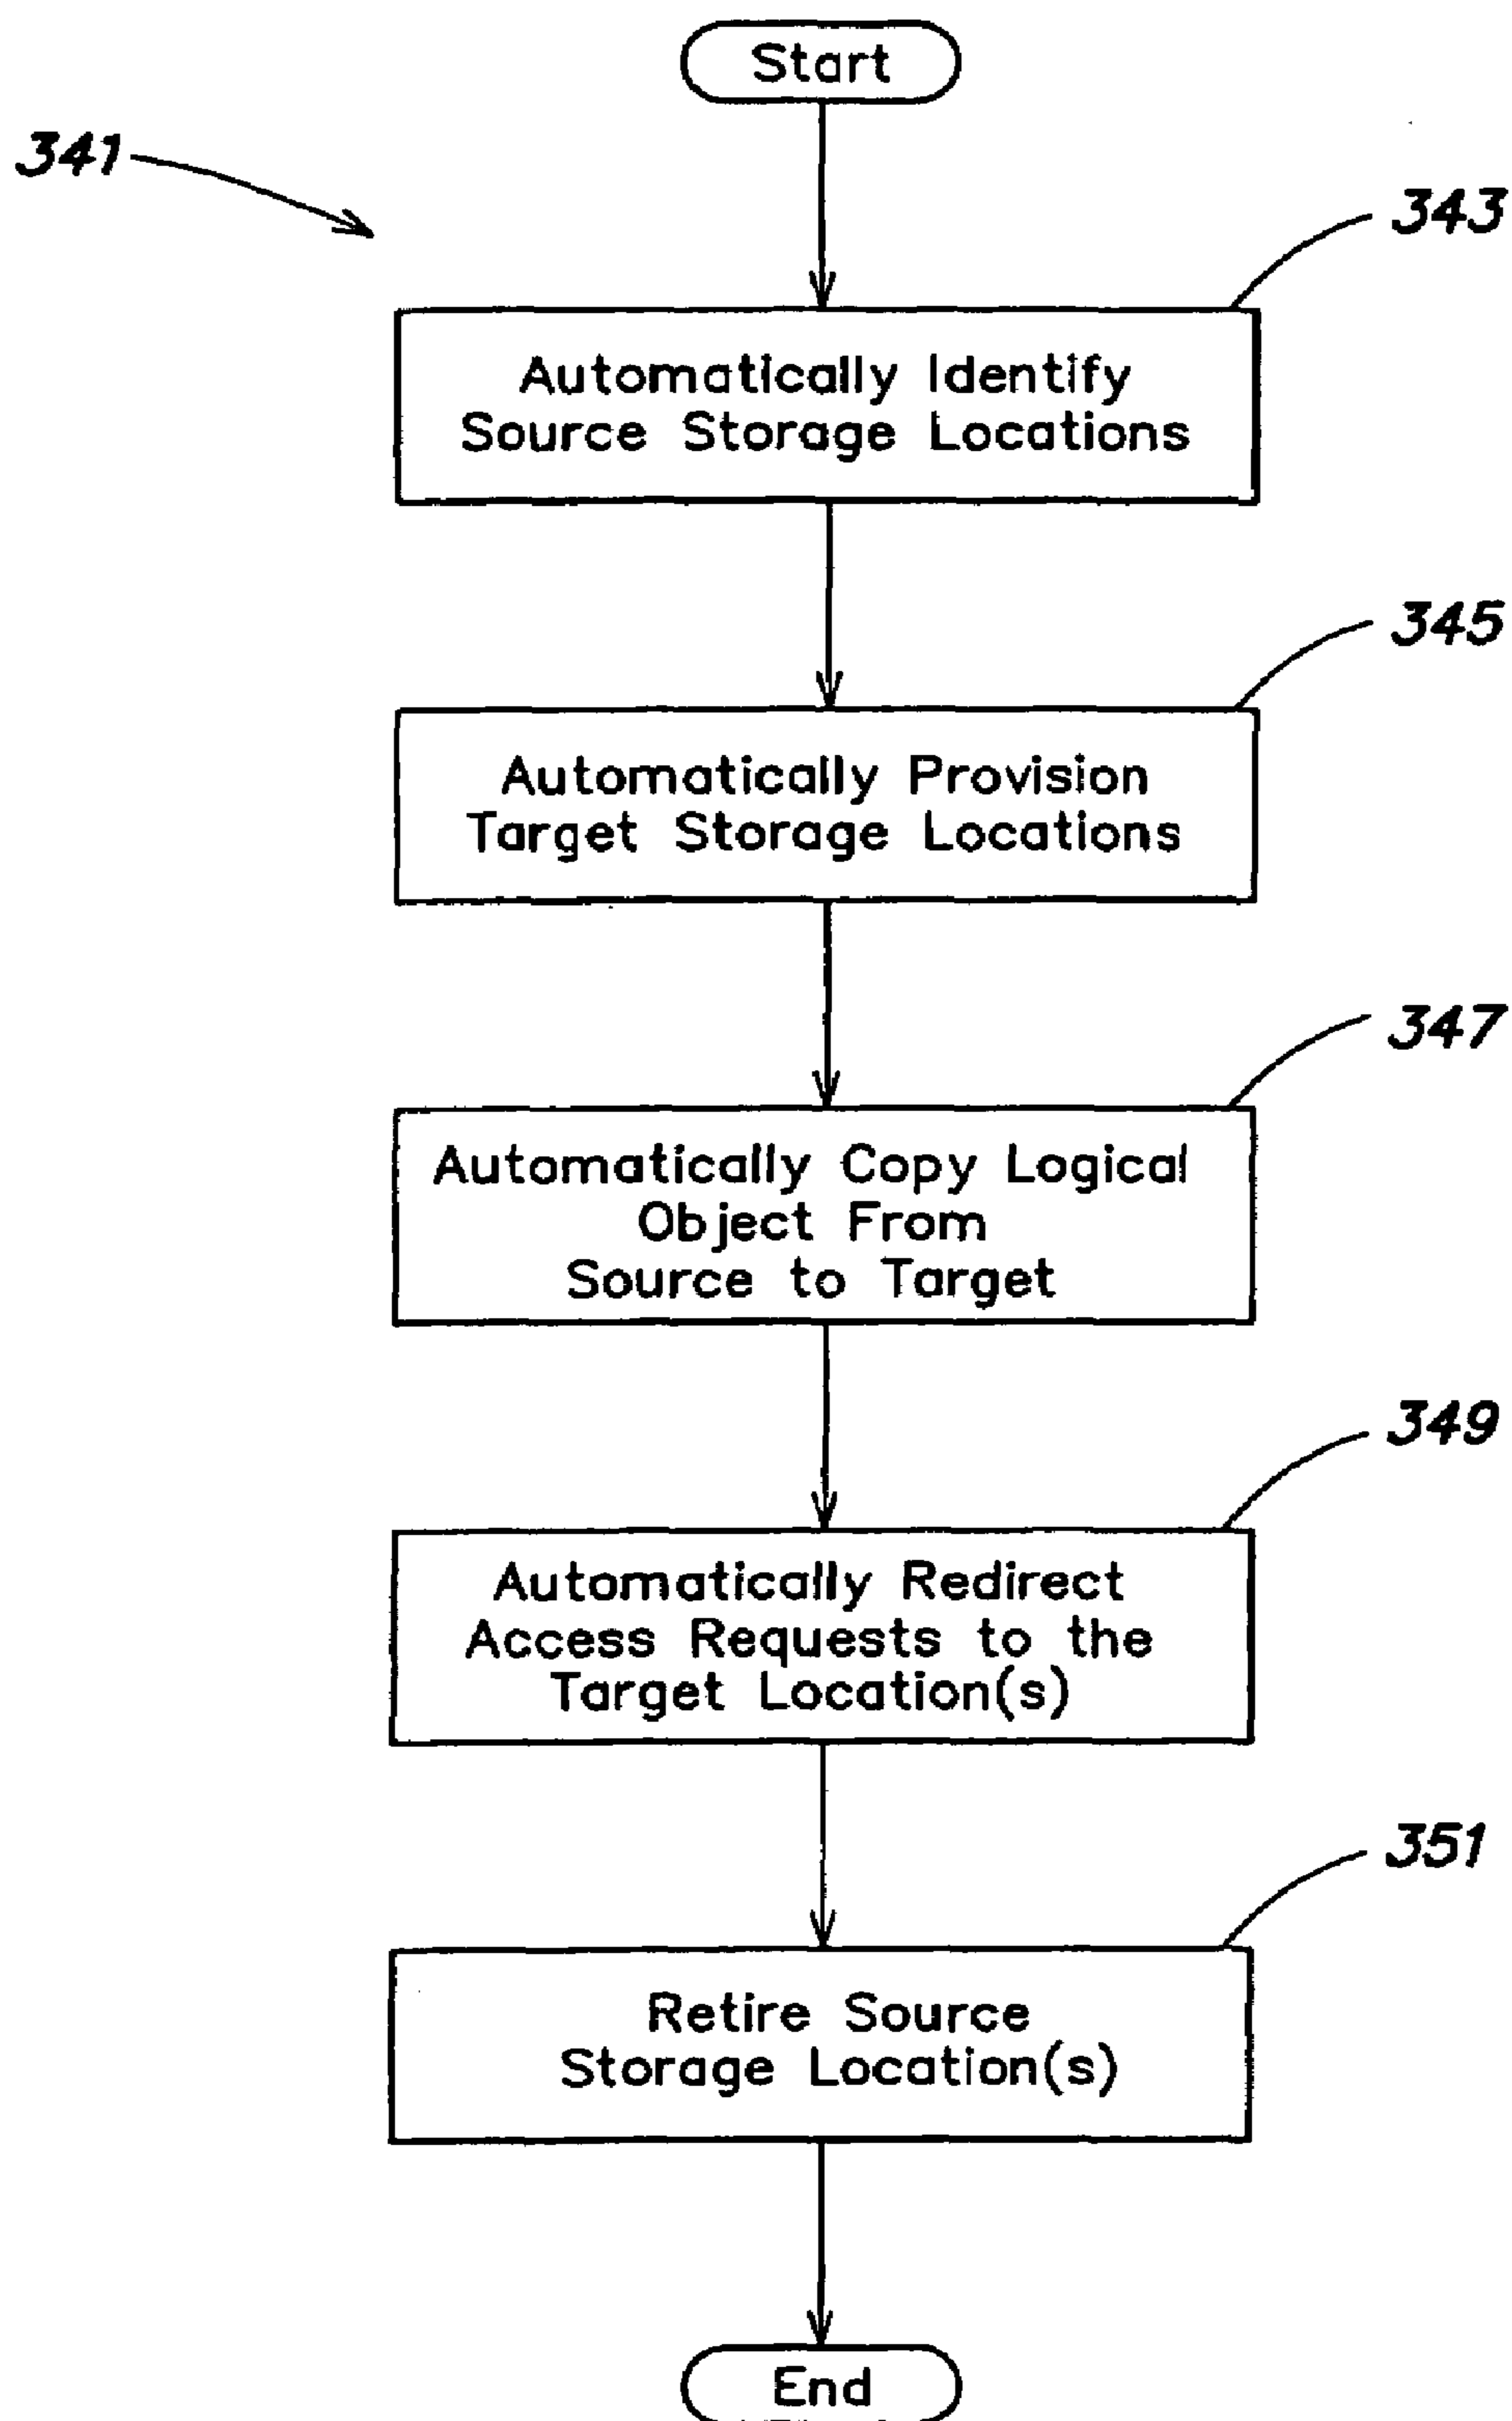 Start
341
343
Automatically Identify
Source Storage Locations
345
Automatically Provision
Target Storage Locations
347
Automatically Copy Logical
Object From
Source to Target
349
Automatically Redirect
Access Requests to the
Target Location(s)
351
Retire Source
Storage Location(s)
End